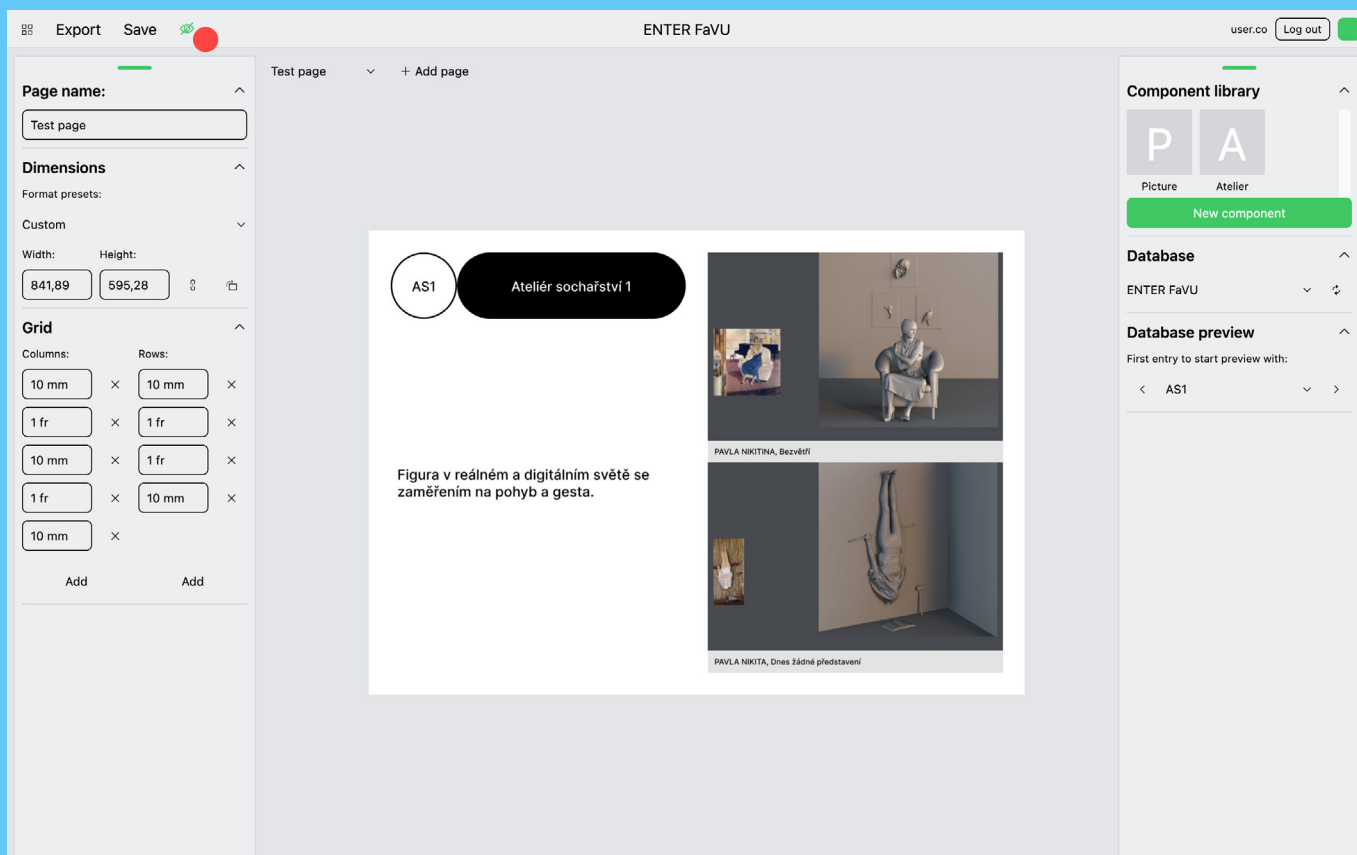 Export Save ENTER FaVU user.co Log out
Test page + Add page
Page name:
Test page
Dimensions
Format presets:
Custom
Width: Height:
841,89 595,28
Grid
Columns: Rows:
10 mm × 10 mm ×
1 fr × 1 fr ×
10 mm × 1 fr ×
1 fr × 10 mm ×
10 mm ×
Add Add
AS1 Ateliér sochařství 1
Figura v reálném a digitálním světě se
zaměřením na pohyb a gesta.
PAVLA NIKITINA, Bezvětří
PAVLA NIKITA, Dnes žádné představení
Component library
P A
Picture Atelier
New component
Database
ENTER FaVU
Database preview
First entry to start preview with:
AS1